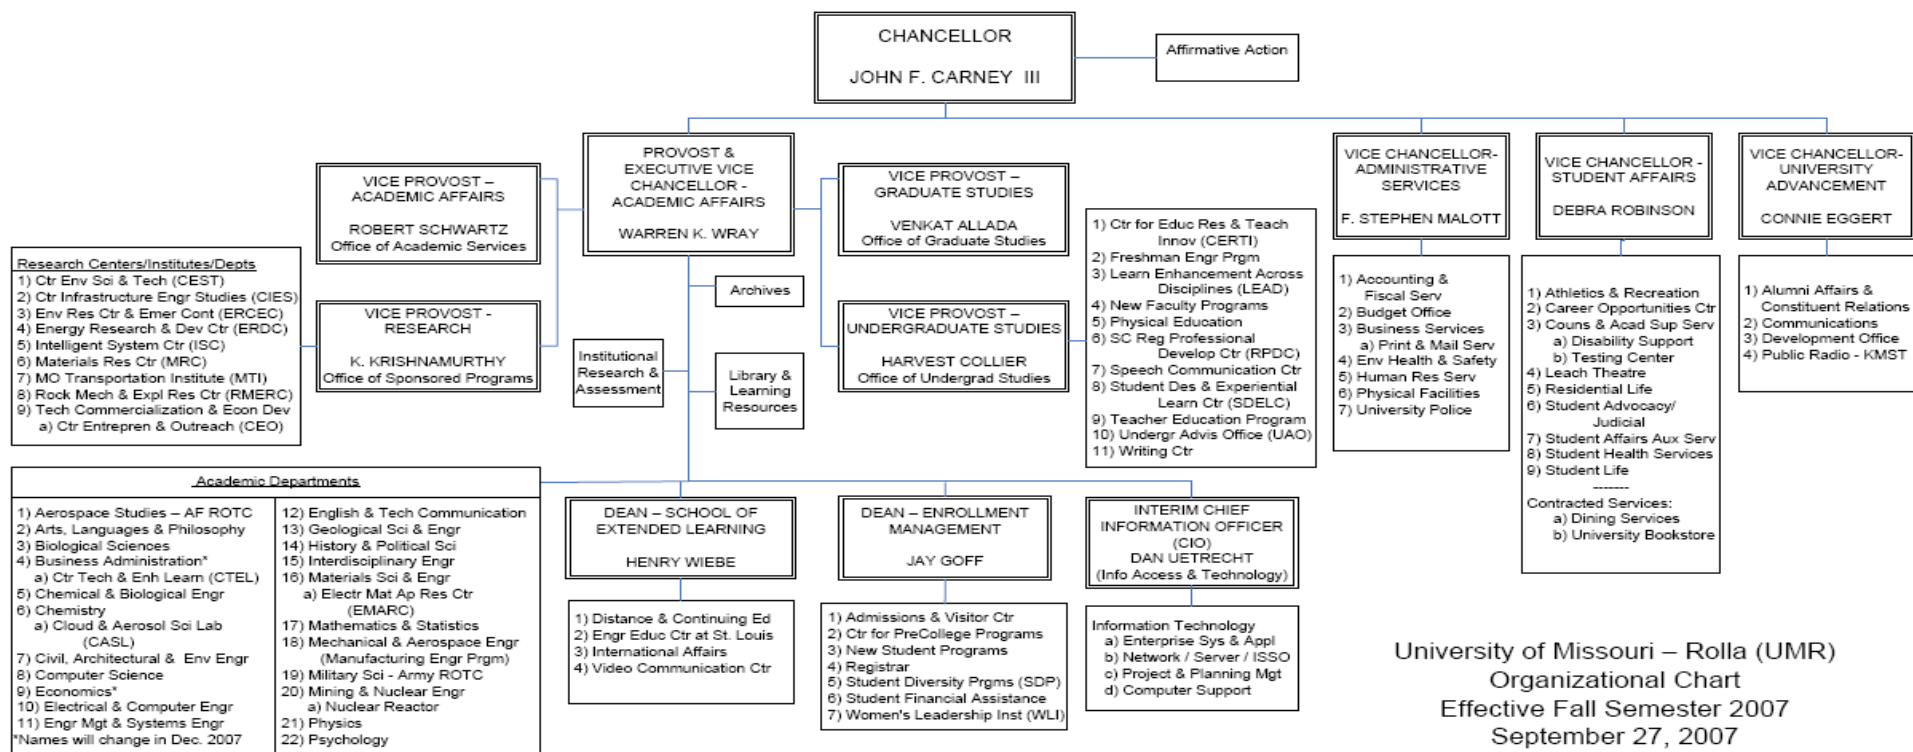 CHANCELLOR
JOHN F. CARNEY III
Affirmative Action
PROVOST &
EXECUTIVE VICE
CHANCELLOR -
ACADEMIC AFFAIRS
WARREN K. WRAY
VICE PROVOST –
ACADEMIC AFFAIRS
ROBERT SCHWARTZ
Office of Academic Services
VICE PROVOST -
RESEARCH
K. KRISHNAMURTHY
Office of Sponsored Programs
Research Centers/Institutes/Depts
1) Ctr Env Sci & Tech (CEST)
2) Ctr Infrastructure Engr Studies (CIES)
3) Env Res Ctr & Emer Cont (ERCEC)
4) Energy Research & Dev Ctr (ERDC)
5) Intelligent System Ctr (ISC)
6) Materials Res Ctr (MRC)
7) MO Transportation Institute (MTI)
8) Rock Mech & Expl Res Ctr (RMERC)
9) Tech Commercialization & Econ Dev
a) Ctr Entrepren & Outreach (CEO)
VICE PROVOST –
GRADUATE STUDIES
VENKAT ALLADA
Office of Graduate Studies
VICE PROVOST –
UNDERGRADUATE STUDIES
HARVEST COLLIER
Office of Undergrad Studies
1) Ctr for Educ Res & Teach
Innov (CERTI)
2) Freshman Engr Prgm
3) Learn Enhancement Across
Disciplines (LEAD)
4) New Faculty Programs
5) Physical Education
6) SC Reg Professional
Develop Ctr (RPDC)
7) Speech Communication Ctr
8) Student Des & Experiential
Learn Ctr (SDELC)
9) Teacher Education Program
10) Undergr Advis Office (UAO)
11) Writing Ctr
Archives
Institutional
Research &
Assessment
Library &
Learning
Resources
VICE CHANCELLOR-
ADMINISTRATIVE
SERVICES
F. STEPHEN MALOTT
1) Accounting &
Fiscal Serv
2) Budget Office
3) Business Services
a) Print & Mail Serv
4) Env Health & Safety
5) Human Res Serv
6) Physical Facilities
7) University Police
VICE CHANCELLOR -
STUDENT AFFAIRS
DEBRA ROBINSON
1) Athletics & Recreation
2) Career Opportunities Ctr
3) Couns & Acad Sup Serv
a) Disability Support
b) Testing Center
4) Leach Theatre
5) Residential Life
6) Student Advocacy/
Judicial
7) Student Affairs Aux Serv
8) Student Health Services
9) Student Life
-------
Contracted Services:
a) Dining Services
b) University Bookstore
VICE CHANCELLOR-
UNIVERSITY
ADVANCEMENT
CONNIE EGGERT
1) Alumni Affairs &
Constituent Relations
2) Communications
3) Development Office
4) Public Radio - KMST
Academic Departments
1) Aerospace Studies – AF ROTC
2) Arts, Languages & Philosophy
3) Biological Sciences
4) Business Administration*
a) Ctr Tech & Enh Learn (CTEL)
5) Chemical & Biological Engr
6) Chemistry
a) Cloud & Aerosol Sci Lab
(CASL)
7) Civil, Architectural & Env Engr
8) Computer Science
9) Economics*
10) Electrical & Computer Engr
11) Engr Mgt & Systems Engr
*Names will change in Dec. 2007
12) English & Tech Communication
13) Geological Sci & Engr
14) History & Political Sci
15) Interdisciplinary Engr
16) Materials Sci & Engr
a) Electr Mat Ap Res Ctr
(EMARC)
17) Mathematics & Statistics
18) Mechanical & Aerospace Engr
(Manufacturing Engr Prgm)
19) Military Sci - Army ROTC
20) Mining & Nuclear Engr
a) Nuclear Reactor
21) Physics
22) Psychology
DEAN – SCHOOL OF
EXTENDED LEARNING
HENRY WIEBE
1) Distance & Continuing Ed
2) Engr Educ Ctr at St. Louis
3) International Affairs
4) Video Communication Ctr
DEAN – ENROLLMENT
MANAGEMENT
JAY GOFF
1) Admissions & Visitor Ctr
2) Ctr for PreCollege Programs
3) New Student Programs
4) Registrar
5) Student Diversity Prgms (SDP)
6) Student Financial Assistance
7) Women's Leadership Inst (WLI)
INTERIM CHIEF
INFORMATION OFFICER
(CIO)
DAN UETRECHT
(Info Access & Technology)
Information Technology
a) Enterprise Sys & Appl
b) Network / Server / ISSO
c) Project & Planning Mgt
d) Computer Support
University of Missouri – Rolla (UMR)
Organizational Chart
Effective Fall Semester 2007
September 27, 2007